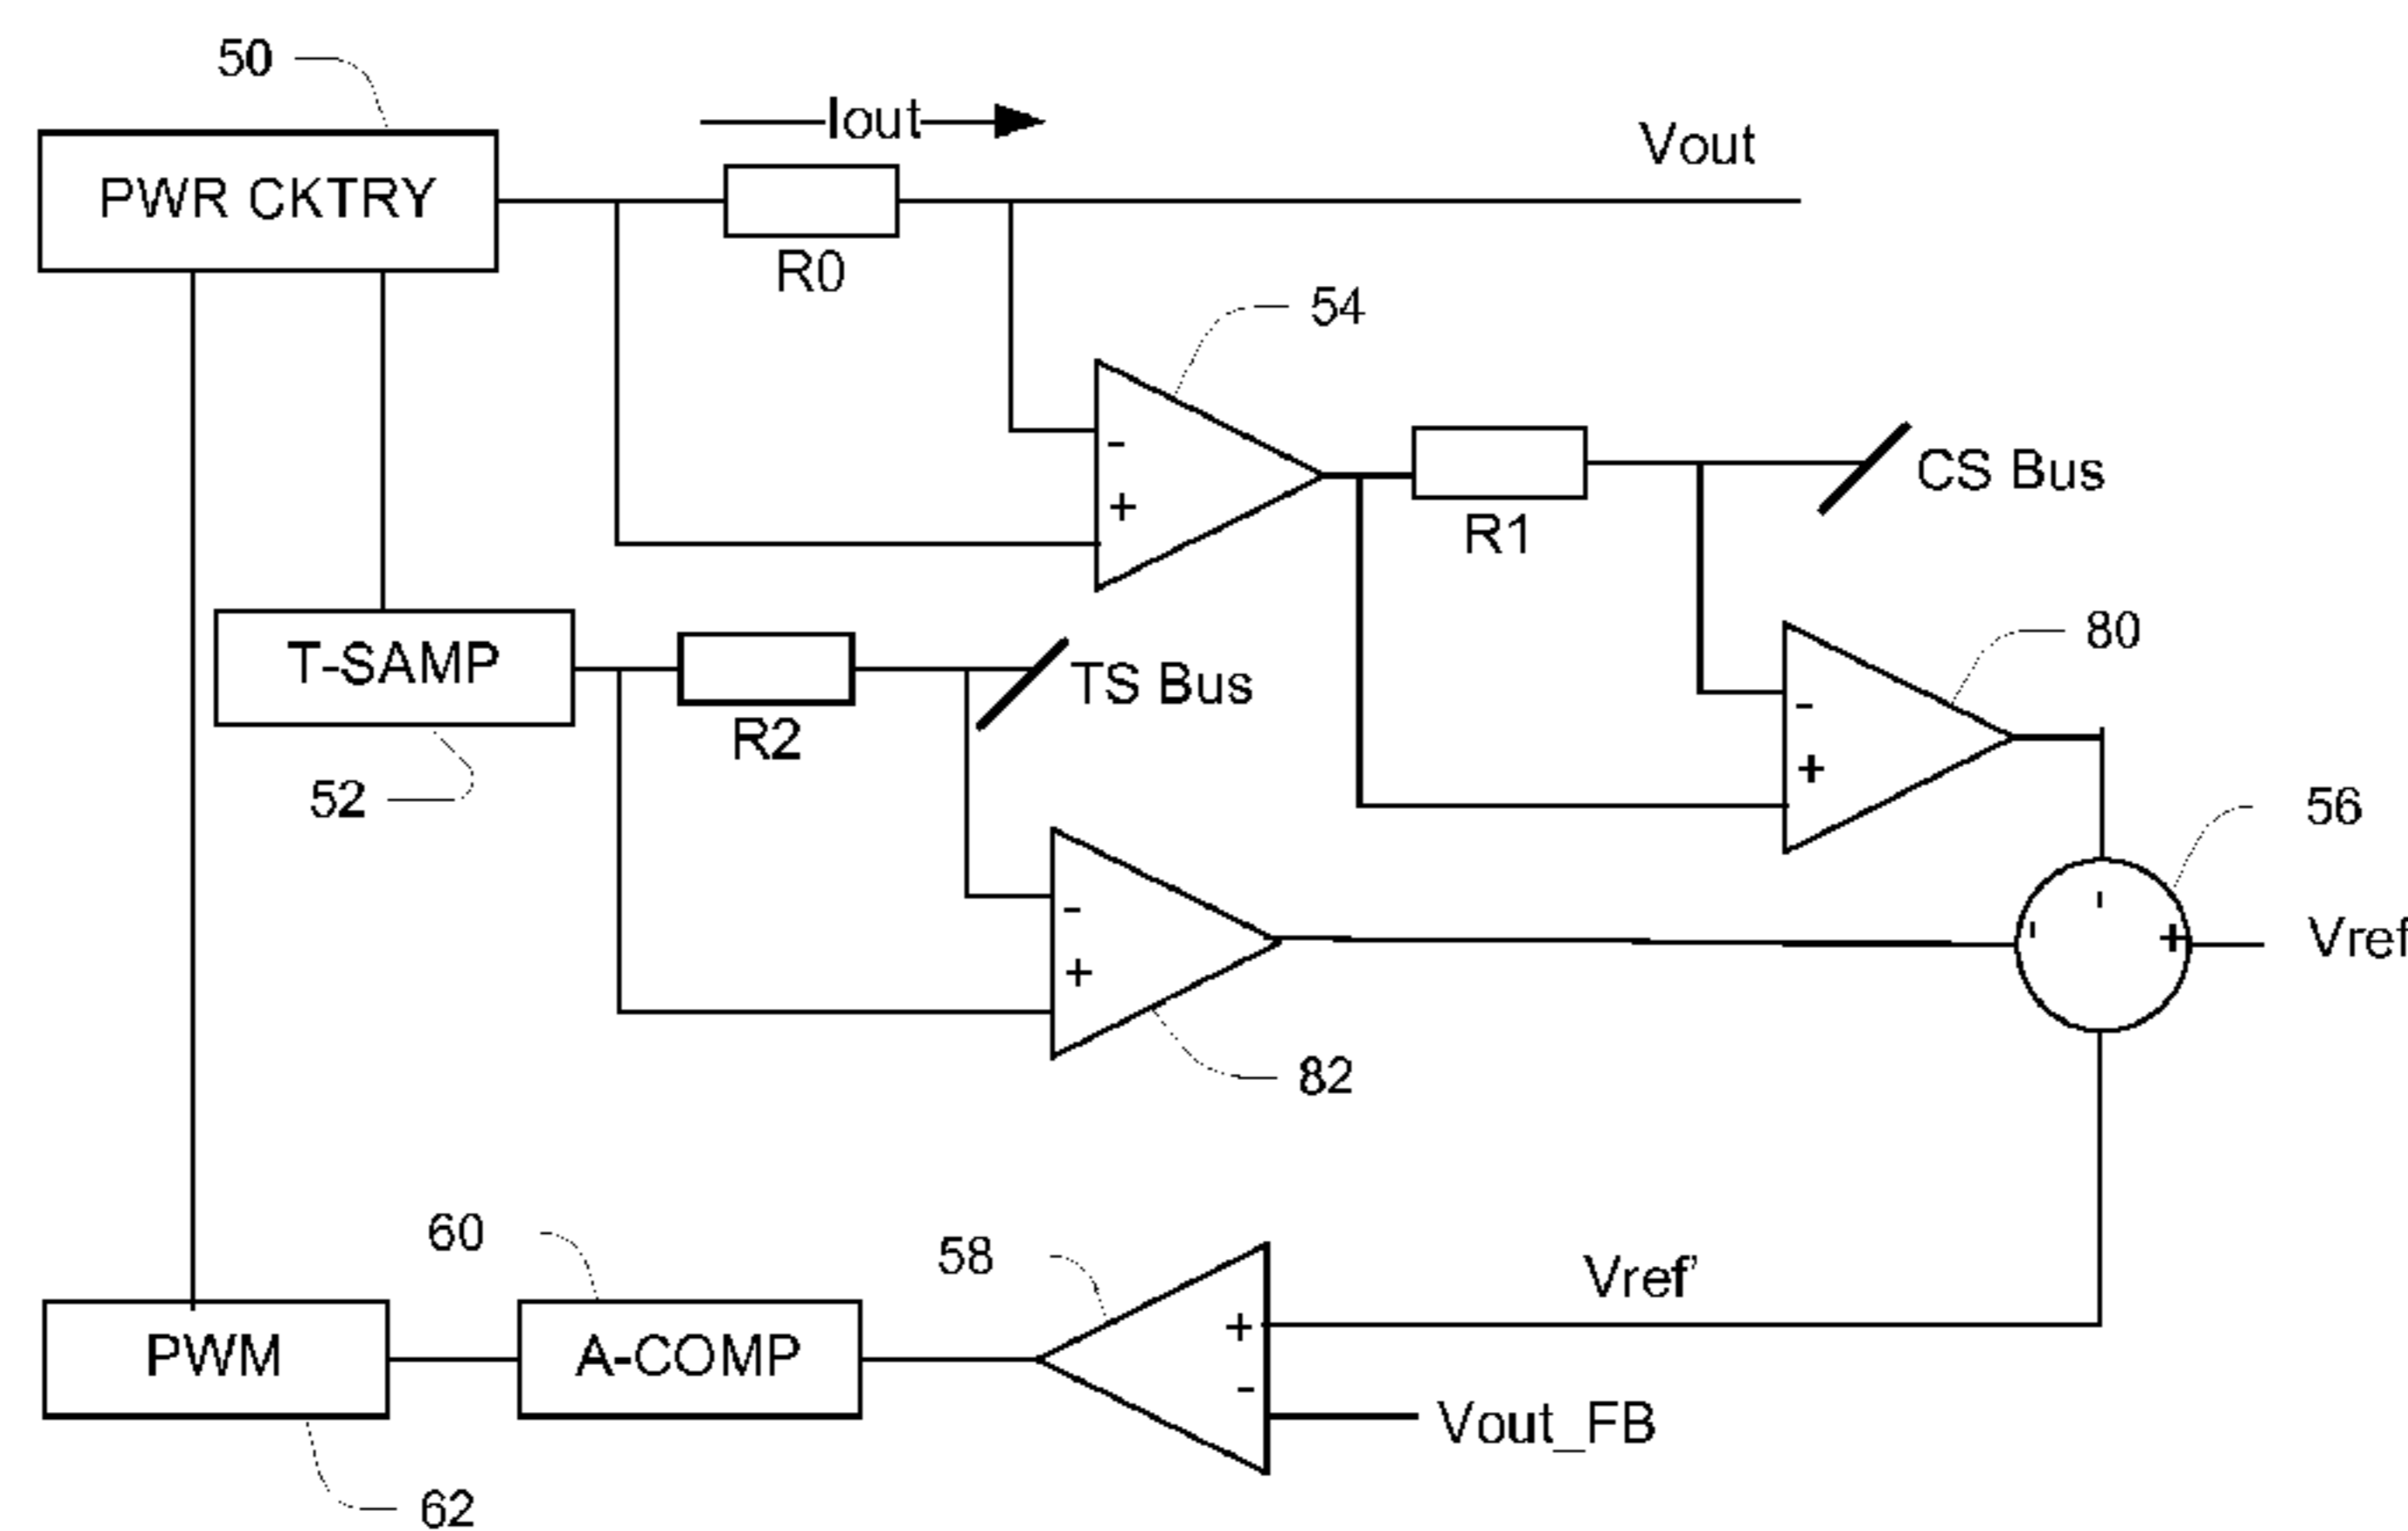 50
Iout
Vout
PWR CKTRY
R0
54
CS Bus
R1
-
+
80
T-SAMP
TS Bus
R2
-
+
52
56
-
+
-
-
+
Vref
82
60
58
Vref'
+
-
PWM
A-COMP
Vout_FB
62